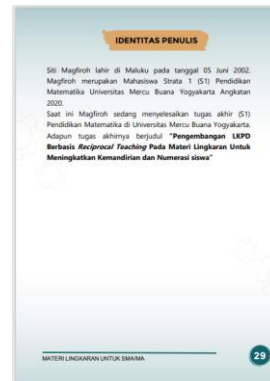 IDENTITAS PENULIS
Siti Magfiroh lahir di Maluku pada tanggal 05 Juni 2002.
Magfiroh merupakan Mahasiswa Strata 1 (S1) Pendidikan
Matematika Universitas Mercu Buana Yogyakarta Angkatan
2020.
Saat ini Magfiroh sedang menyelesaikan tugas akhir (S1)
Pendidikan Matematika di Universitas Mercu Buana Yogyakarta.
Adapun tugas akhirnya berjudul "Pengembangan LKPD
Berbasis Reciprocal Teaching Pada Materi Lingkaran Untuk
Meningkatkan Kemandirian dan Numerasi siswa"
MATERI LINGKARAN UNTUK SMA/MA
29